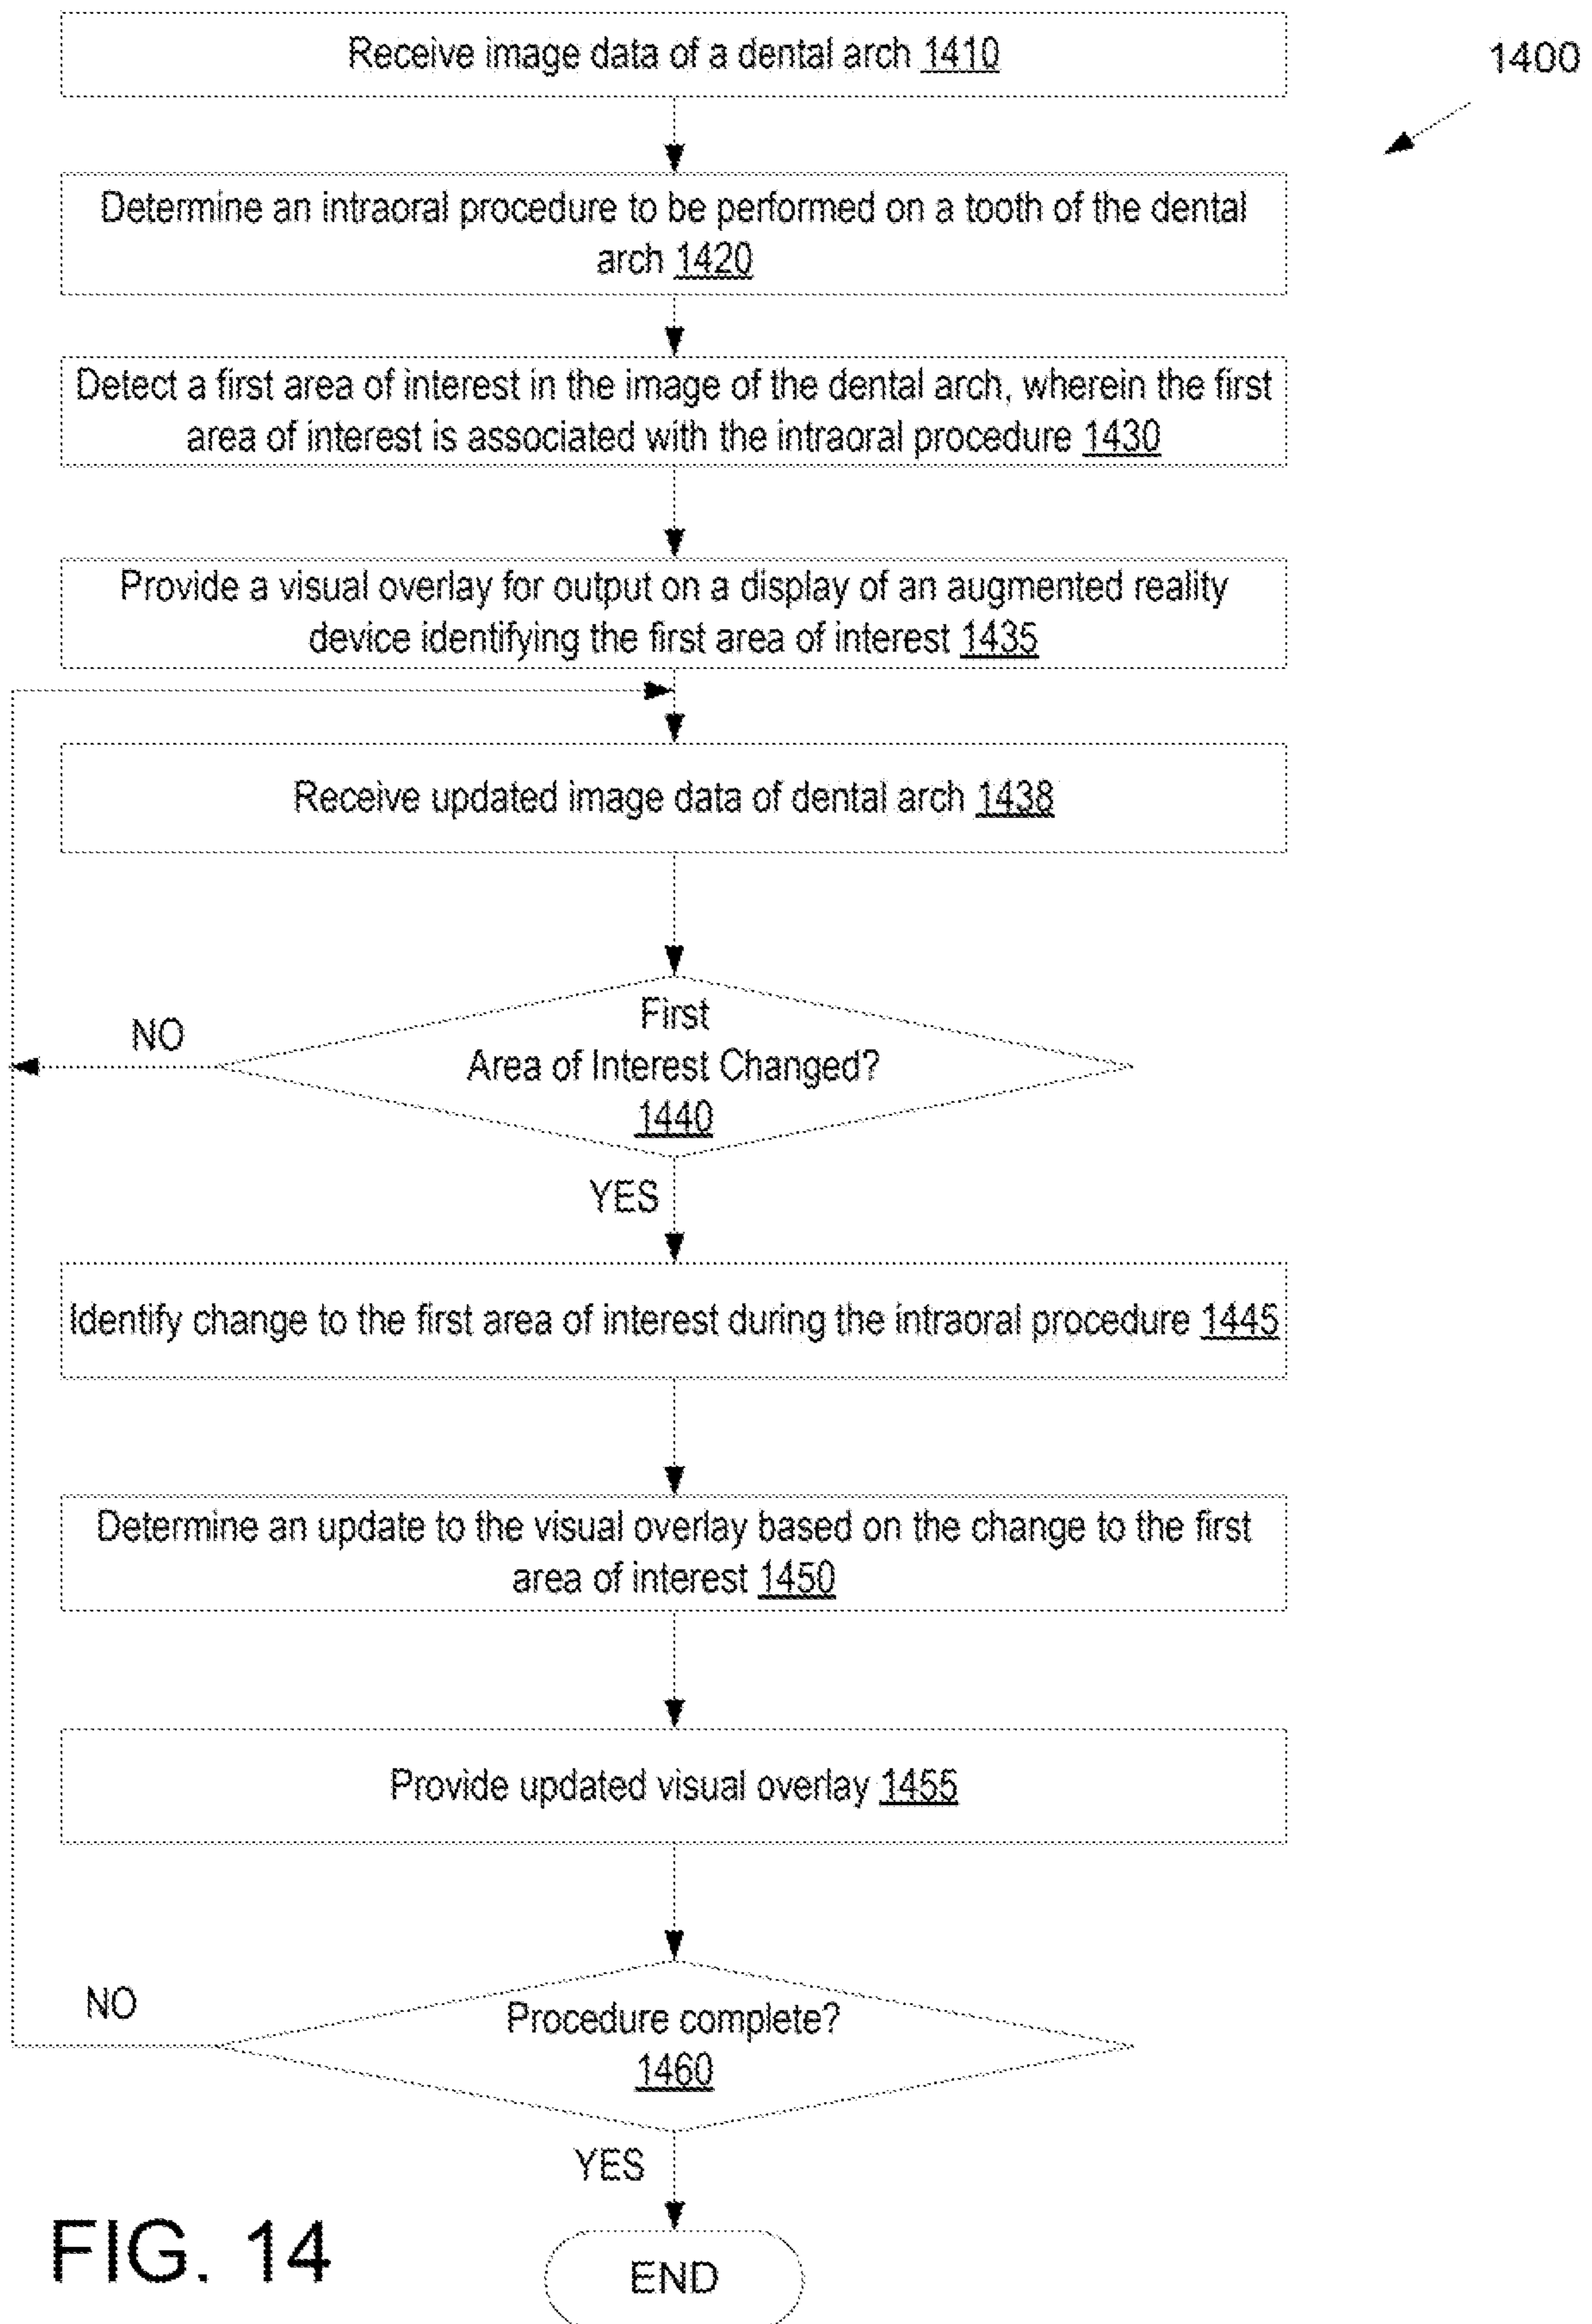 Receive image data of a dental arch 1410
1400
Determine an intraoral procedure to be performed on a tooth of the dental
arch 1420
Detect a first area of interest in the image of the dental arch, wherein the first
area of interest is associated with the intraoral procedure 1430
Provide a visual overlay for output on a display of an augmented reality
device identifying the first area of interest 1435
Receive updated image data of dental arch 1438
First
Area of Interest Changed?
1440
NO
YES
Identify change to the first area of interest during the intraoral procedure 1445
Determine an update to the visual overlay based on the change to the first
area of interest 1450
Provide updated visual overlay 1455
NO
Procedure complete?
1460
YES
END
FIG. 14